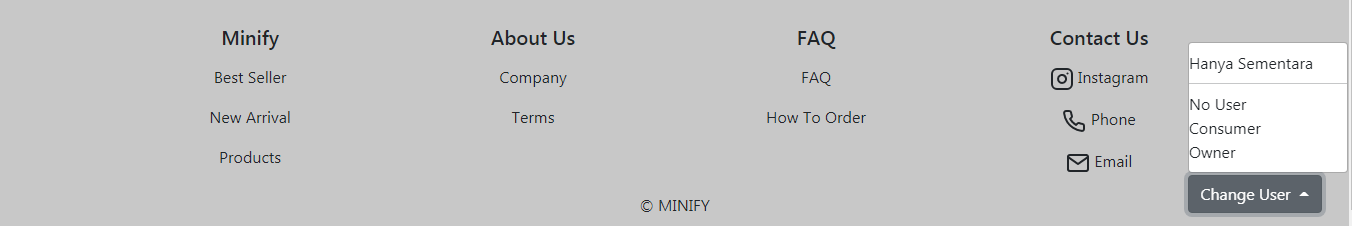 Minify
Best Seller
New Arrival
Products
About Us
Company
Terms
FAQ
FAQ
How To Order
Contact Us
Instagram
Phone
Email
Hanya Sementara
No User
Consumer
Owner
Change User
© MINIFY